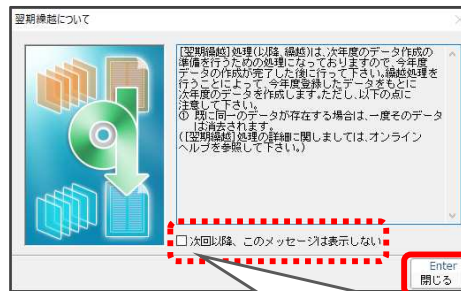 翌期繰越について
[翌期繰越]処理(以降、繰越)は、次年度のデータ作成の
準備を行うための処理になっておりますので、今年度
データの作成が完了した後に行って下さい。繰越処理を
行うことによって、今年度登録したデータをもとに
次年度のデータを作成します。ただし、以下の点に
注意して下さい。
① 既に同一のデータが存在する場合は、一度そのデータ
は消去されます。
([翌期繰越]処理の詳細に関しましては、オンライン
ヘルプを参照して下さい。)
次回以降、このメッセージは表示しない
Enter
閉じる